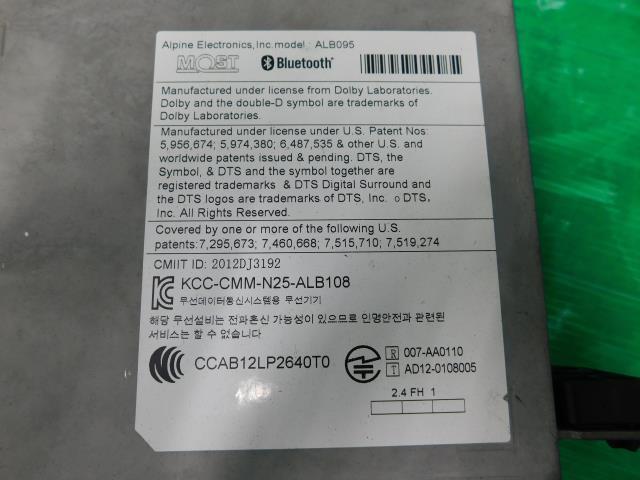 Alpine Electronics,Inc.model : ALB095
MOST Bluetooth®
Manufactured under license from Dolby Laboratories.
Dolby and the double-D symbol are trademarks of
Dolby Laboratories.
Manufactured under license under U.S. Patent Nos:
5,956,674; 5,974,380; 6,487,535 & other U.S. and
worldwide patents issued & pending. DTS, the
Symbol, & DTS and the symbol together are
registered trademarks & DTS Digital Surround and
the DTS logos are trademarks of DTS, Inc. o DTS,
Inc. All Rights Reserved.
Covered by one or more of the following U.S.
patents:7,295,673; 7,460,668; 7,515,710; 7,519,274
CMIIT ID: 2012DJ3192
KCC-CMM-N25-ALB108
무선데이터통신시스템용 무선기기
해당 무선설비는 전파혼신 가능성이 있으므로 인명안전과 관련된
서비스는 할 수 없습니다
CCAB12LP2640T0
R 007-AA0110
T AD12-0108005
2.4 FH 1